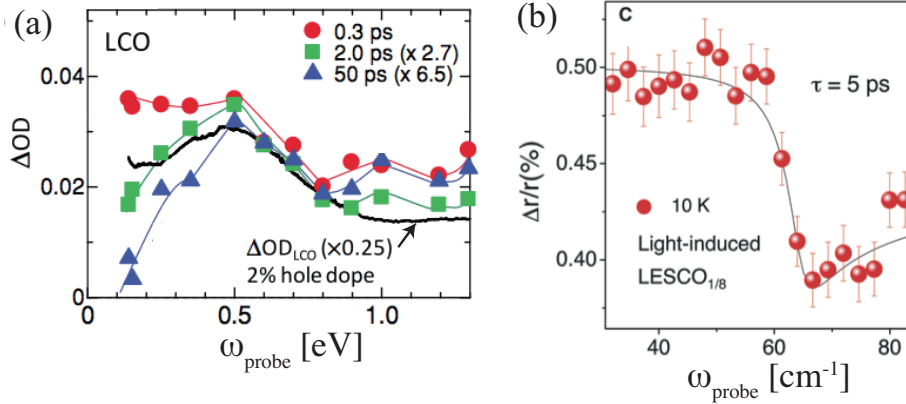 (a)
LCO
0.3 ps
2.0 ps (x 2.7)
50 ps (x 6.5)
0.04
0.02
0
ΔOD
ΔOD_LCO (×0.25)
2% hole dope
0 0.5 1.0
ω_probe [eV]
(b)
c
0.50
0.45
0.40
Δr/r(%)
τ = 5 ps
10 K
Light-induced
LESCO_1/8
40 60 80
ω_probe [cm⁻¹]